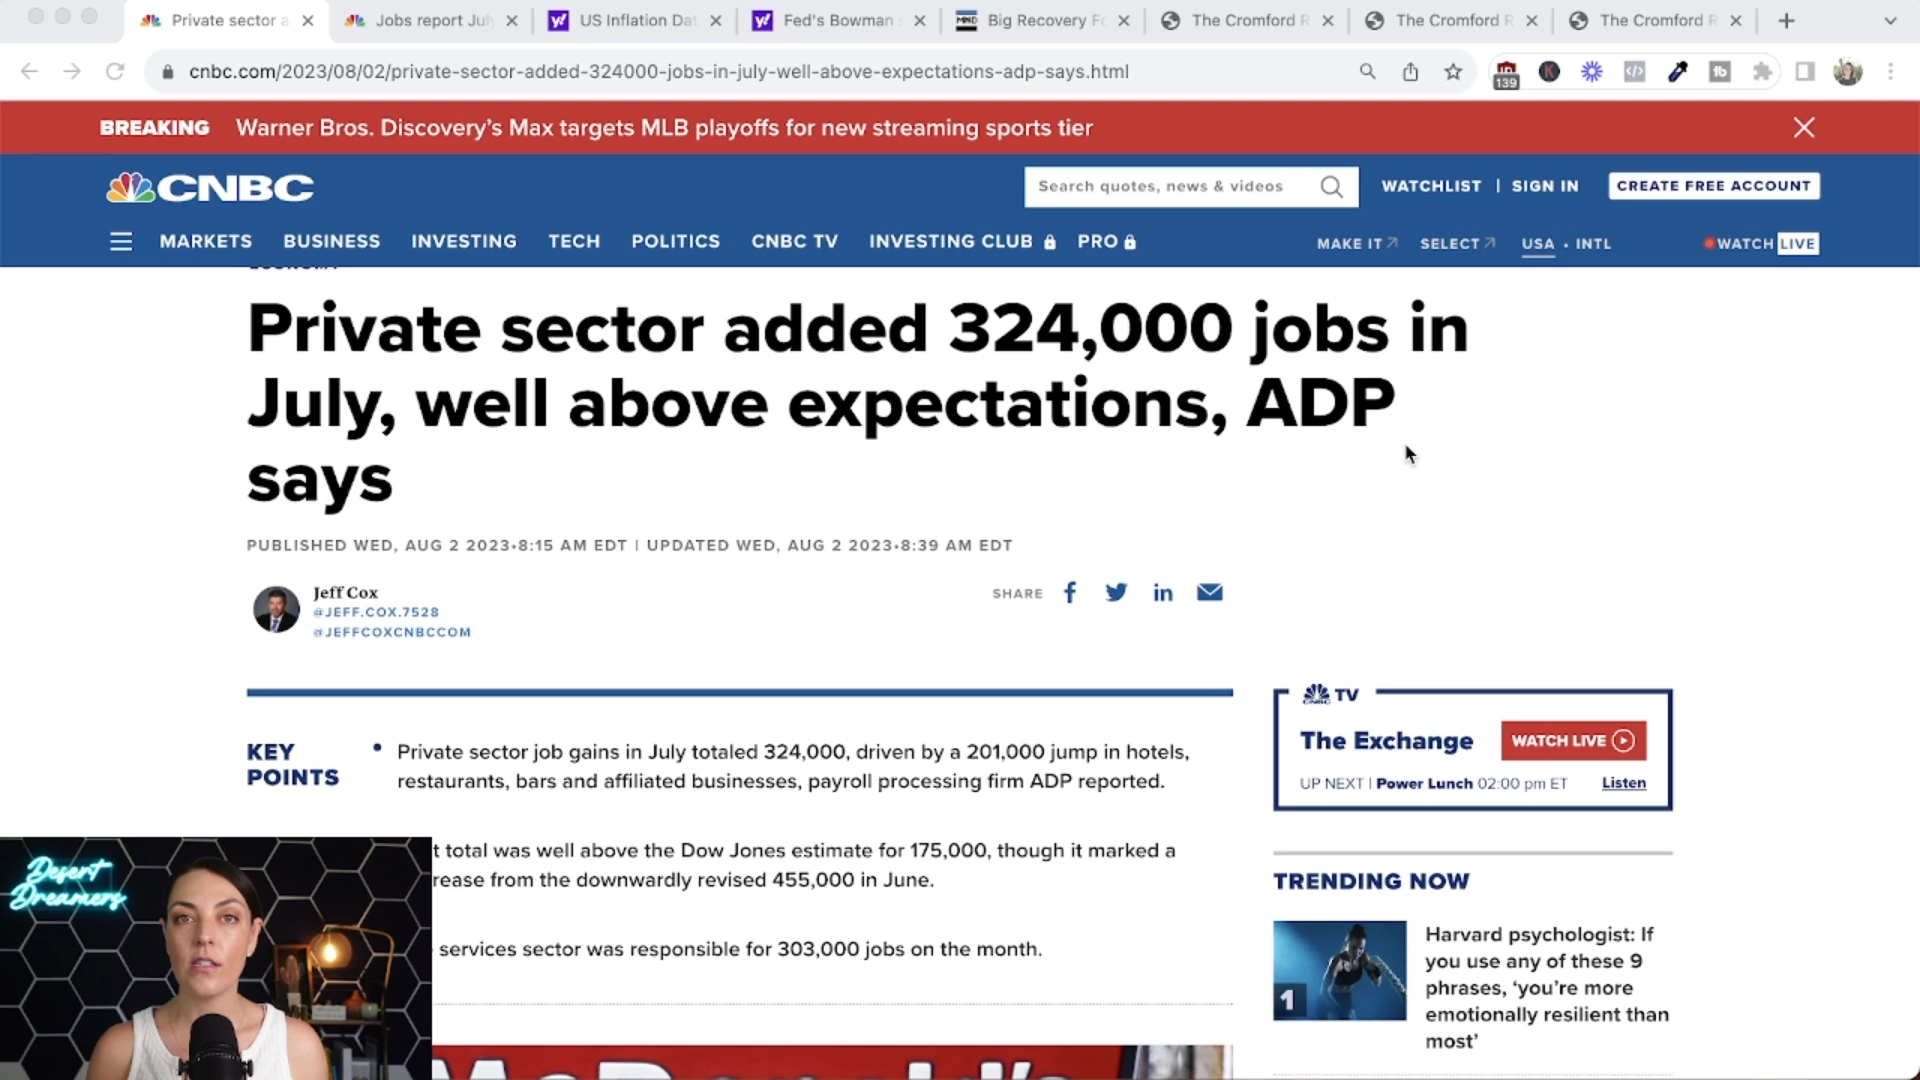 Private sector a
Jobs report July
US Inflation Dat
Fed's Bowman s
Big Recovery Fo
The Cromford R
The Cromford R
The Cromford R
cnbc.com/2023/08/02/private-sector-added-324000-jobs-in-july-well-above-expectations-adp-says.html
139
BREAKING Warner Bros. Discovery's Max targets MLB playoffs for new streaming sports tier
CNBC
Search quotes, news & videos
WATCHLIST | SIGN IN
CREATE FREE ACCOUNT
MARKETS BUSINESS INVESTING TECH POLITICS CNBC TV INVESTING CLUB PRO
MAKE IT SELECT USA • INTL
WATCH LIVE
Private sector added 324,000 jobs in
July, well above expectations, ADP
says
PUBLISHED WED, AUG 2 2023•8:15 AM EDT | UPDATED WED, AUG 2 2023•8:39 AM EDT
Jeff Cox
@JEFF.COX.7528
@JEFFCOXCNBCCOM
SHARE
KEY
POINTS
• Private sector job gains in July totaled 324,000, driven by a 201,000 jump in hotels,
restaurants, bars and affiliated businesses, payroll processing firm ADP reported.
t total was well above the Dow Jones estimate for 175,000, though it marked a
rease from the downwardly revised 455,000 in June.
services sector was responsible for 303,000 jobs on the month.
TV
The Exchange
WATCH LIVE
UP NEXT | Power Lunch 02:00 pm ET
Listen
TRENDING NOW
1
Harvard psychologist: If
you use any of these 9
phrases, 'you're more
emotionally resilient than
most'
Desert
Dreamers
McDonald's